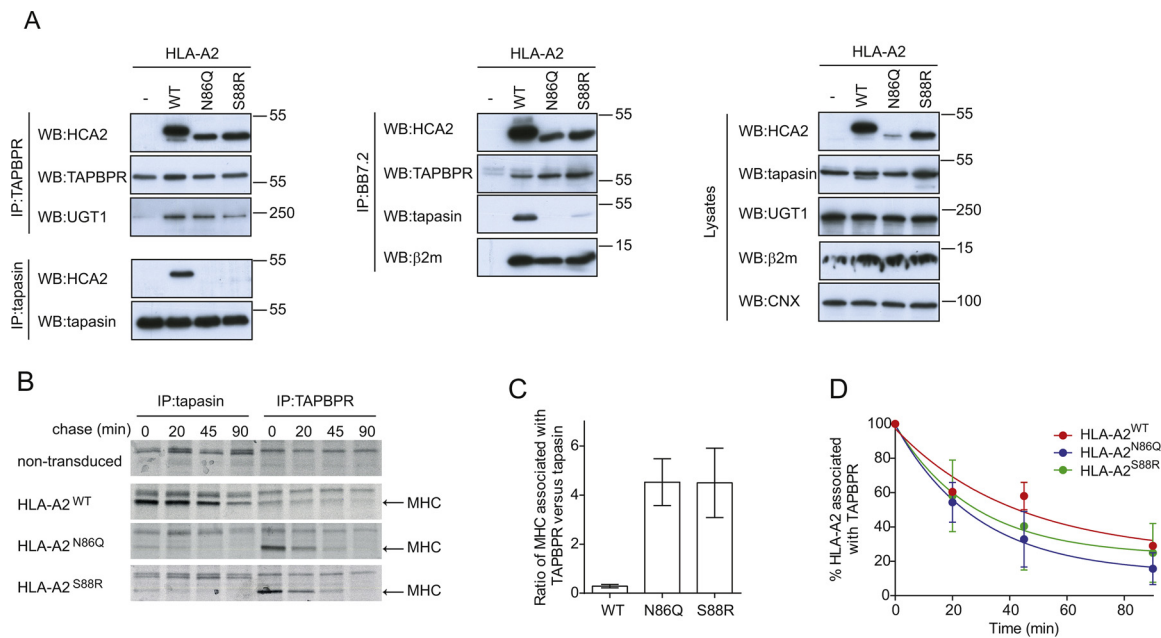 A
HLA-A2
- WT N86Q S88R
IP:TAPBPR
WB:HCA2
55
WB:TAPBPR
55
WB:UGT1
250
IP:tapasin
WB:HCA2
55
WB:tapasin
55
HLA-A2
- WT N86Q S88R
IP:BB7.2
WB:HCA2
55
WB:TAPBPR
55
WB:tapasin
55
WB:β2m
15
HLA-A2
- WT N86Q S88R
Lysates
WB:HCA2
55
WB:tapasin
55
WB:UGT1
250
WB:β2m
15
WB:CNX
100
B
IP:tapasin IP:TAPBPR
chase (min) 0 20 45 90 0 20 45 90
non-transduced
HLA-A2WT
MHC
HLA-A2N86Q
MHC
HLA-A2S88R
MHC
C
Ratio of MHC associated with
TAPBPR versus tapasin
6
4
2
0
WT N86Q S88R
D
% HLA-A2 associated
with TAPBPR
100
80
60
40
20
0
0 20 40 60 80
Time (min)
HLA-A2WT
HLA-A2N86Q
HLA-A2S88R